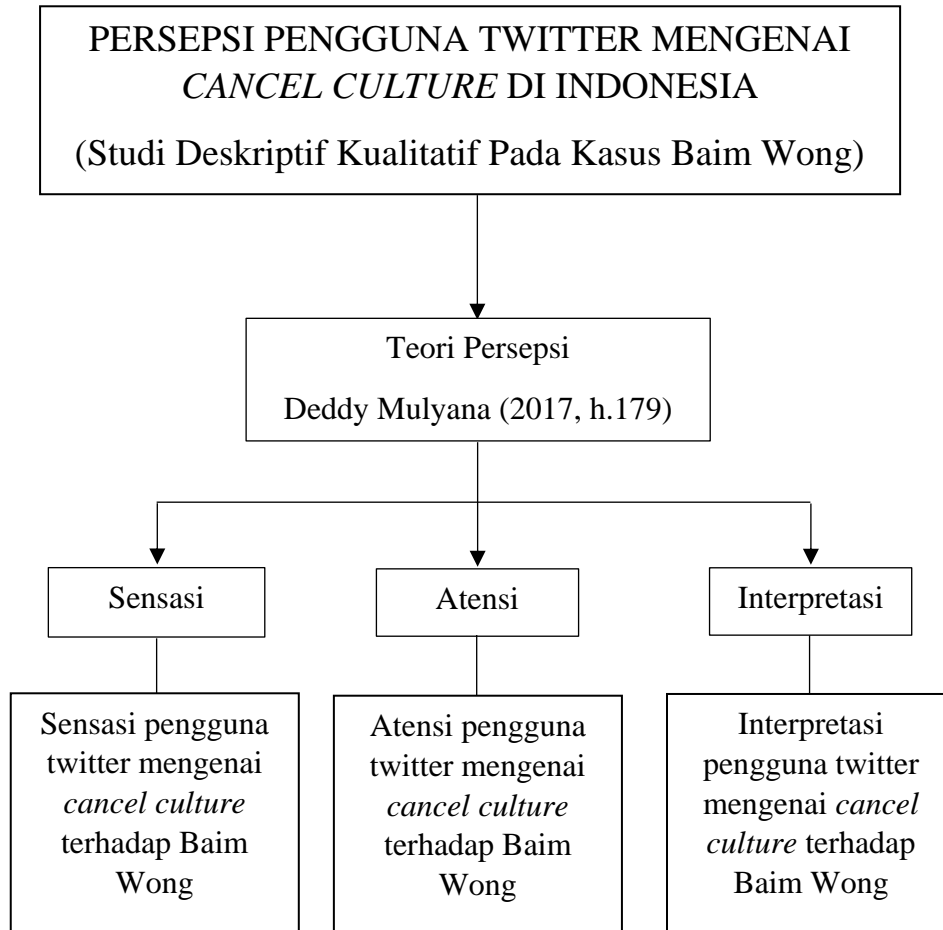 PERSEPSI PENGGUNA TWITTER MENGENAI
CANCEL CULTURE DI INDONESIA
(Studi Deskriptif Kualitatif Pada Kasus Baim Wong)
Teori Persepsi
Deddy Mulyana (2017, h.179)
Sensasi
Atensi
Interpretasi
Sensasi pengguna
twitter mengenai
cancel culture
terhadap Baim
Wong
Atensi pengguna
twitter mengenai
cancel culture
terhadap Baim
Wong
Interpretasi
pengguna twitter
mengenai cancel
culture terhadap
Baim Wong